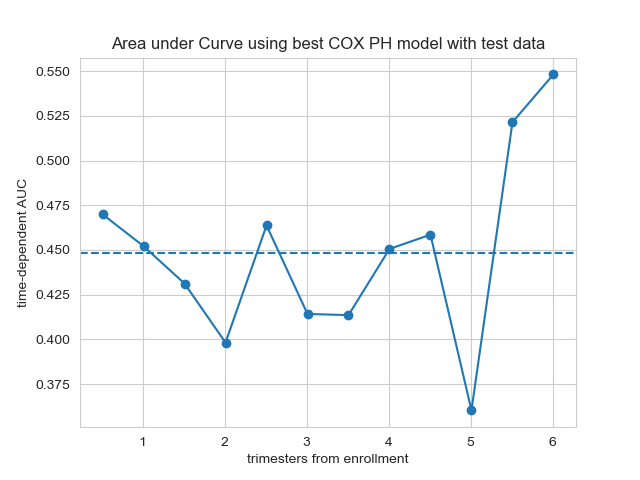 Area under Curve using best COX PH model with test data
0.550
0.525
0.500
0.475
0.450
0.425
0.400
0.375
time-dependent AUC
1 2 3 4 5 6
trimesters from enrollment